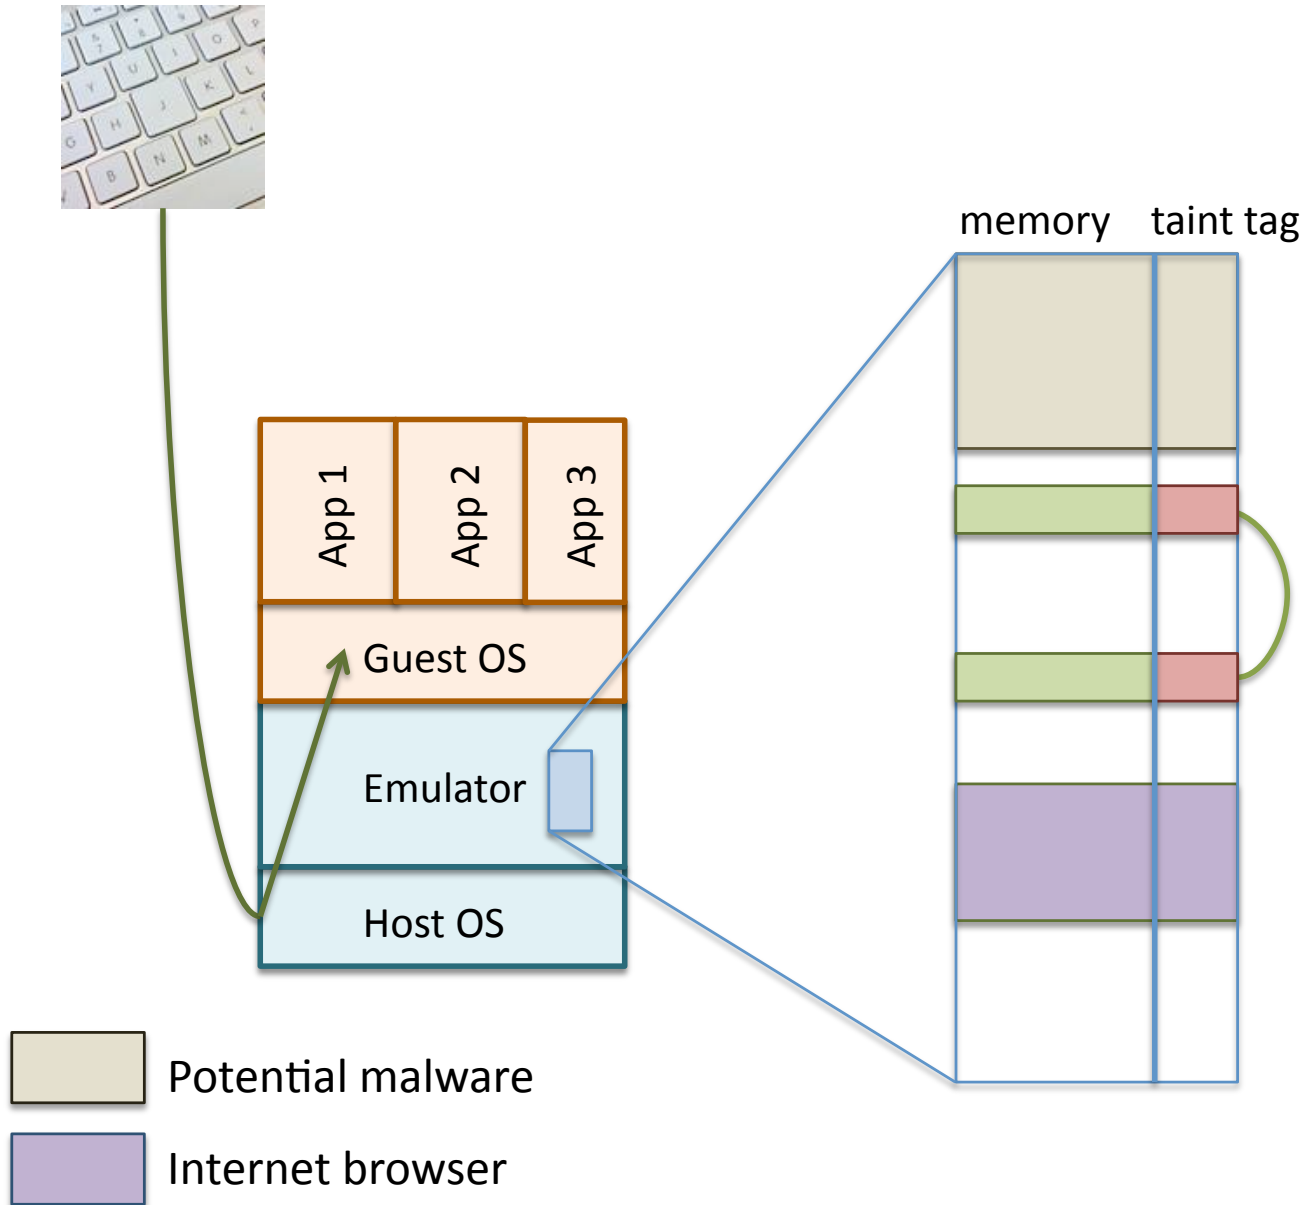 Y U I O P
G H J K L
B N M
memory taint tag
App 1
App 2
App 3
Guest OS
Emulator
Host OS
Potential malware
Internet browser